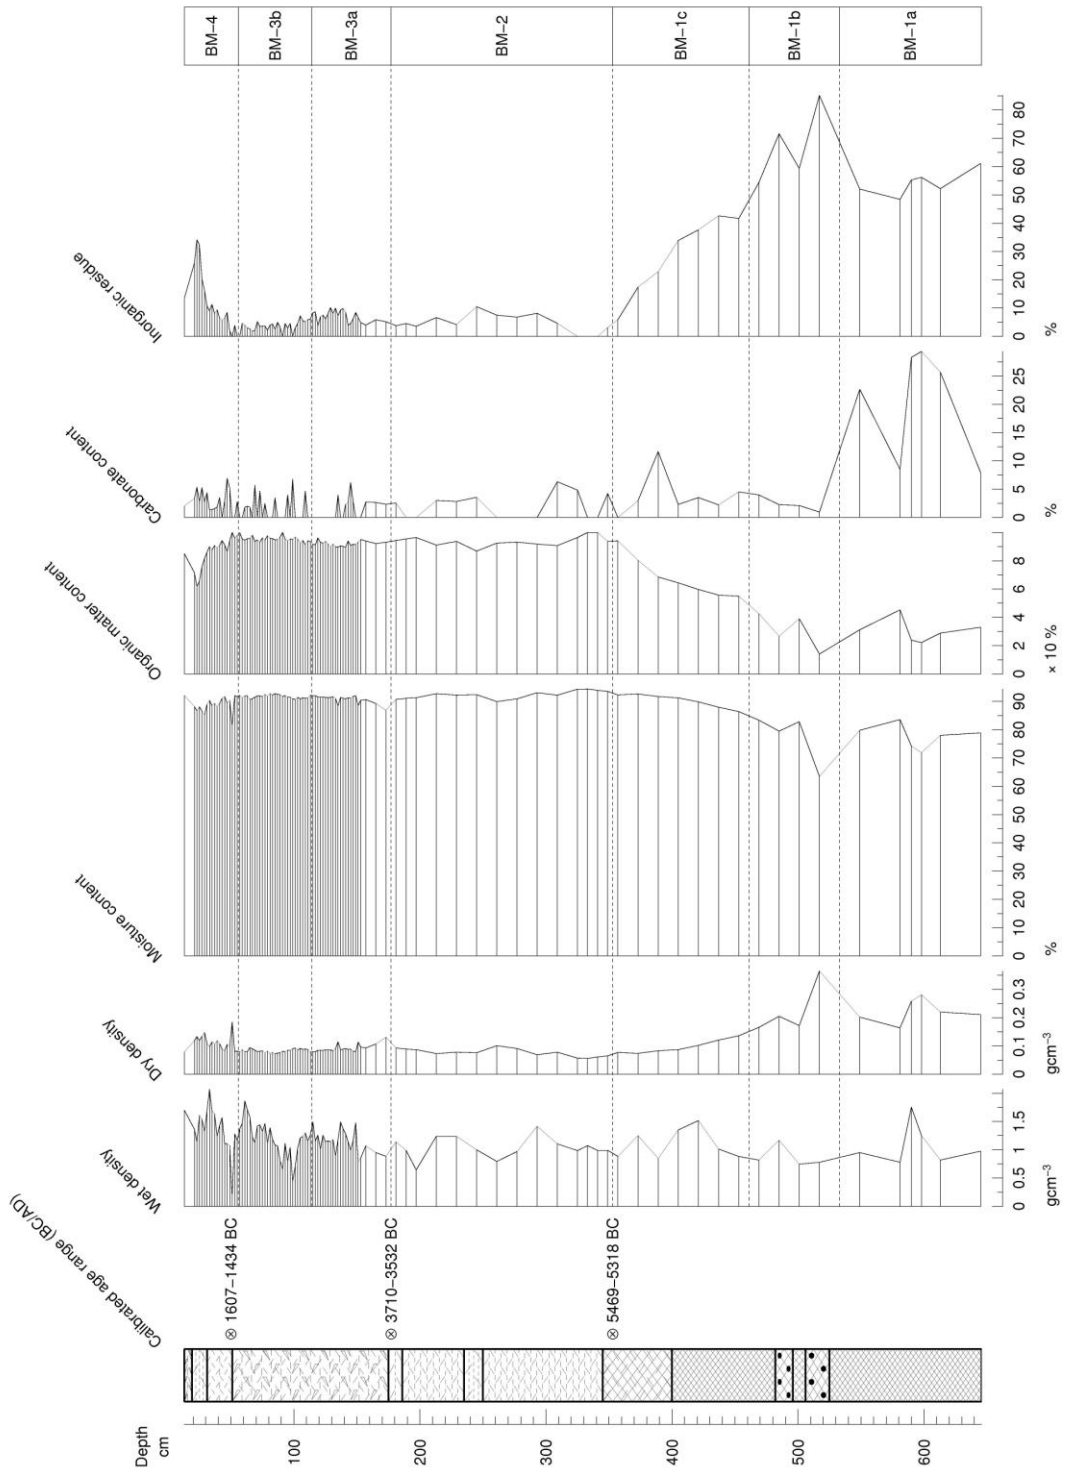 Depth
cm
100
200
300
400
500
600
Calibrated age range (BC/AD)
⊗ 1607–1434 BC
⊗ 3710–3532 BC
⊗ 5469–5318 BC
Wet density
0 0.5 1 1.5
gcm⁻³
Dry density
0 0.1 0.2 0.3
gcm⁻³
Moisture content
0 10 20 30 40 50 60 70 80 90
%
Organic matter content
0 2 4 6 8
× 10 %
Carbonate content
0 5 10 15 20 25
%
Inorganic residue
0 10 20 30 40 50 60 70 80
%
BM–4
BM–3b
BM–3a
BM–2
BM–1c
BM–1b
BM–1a